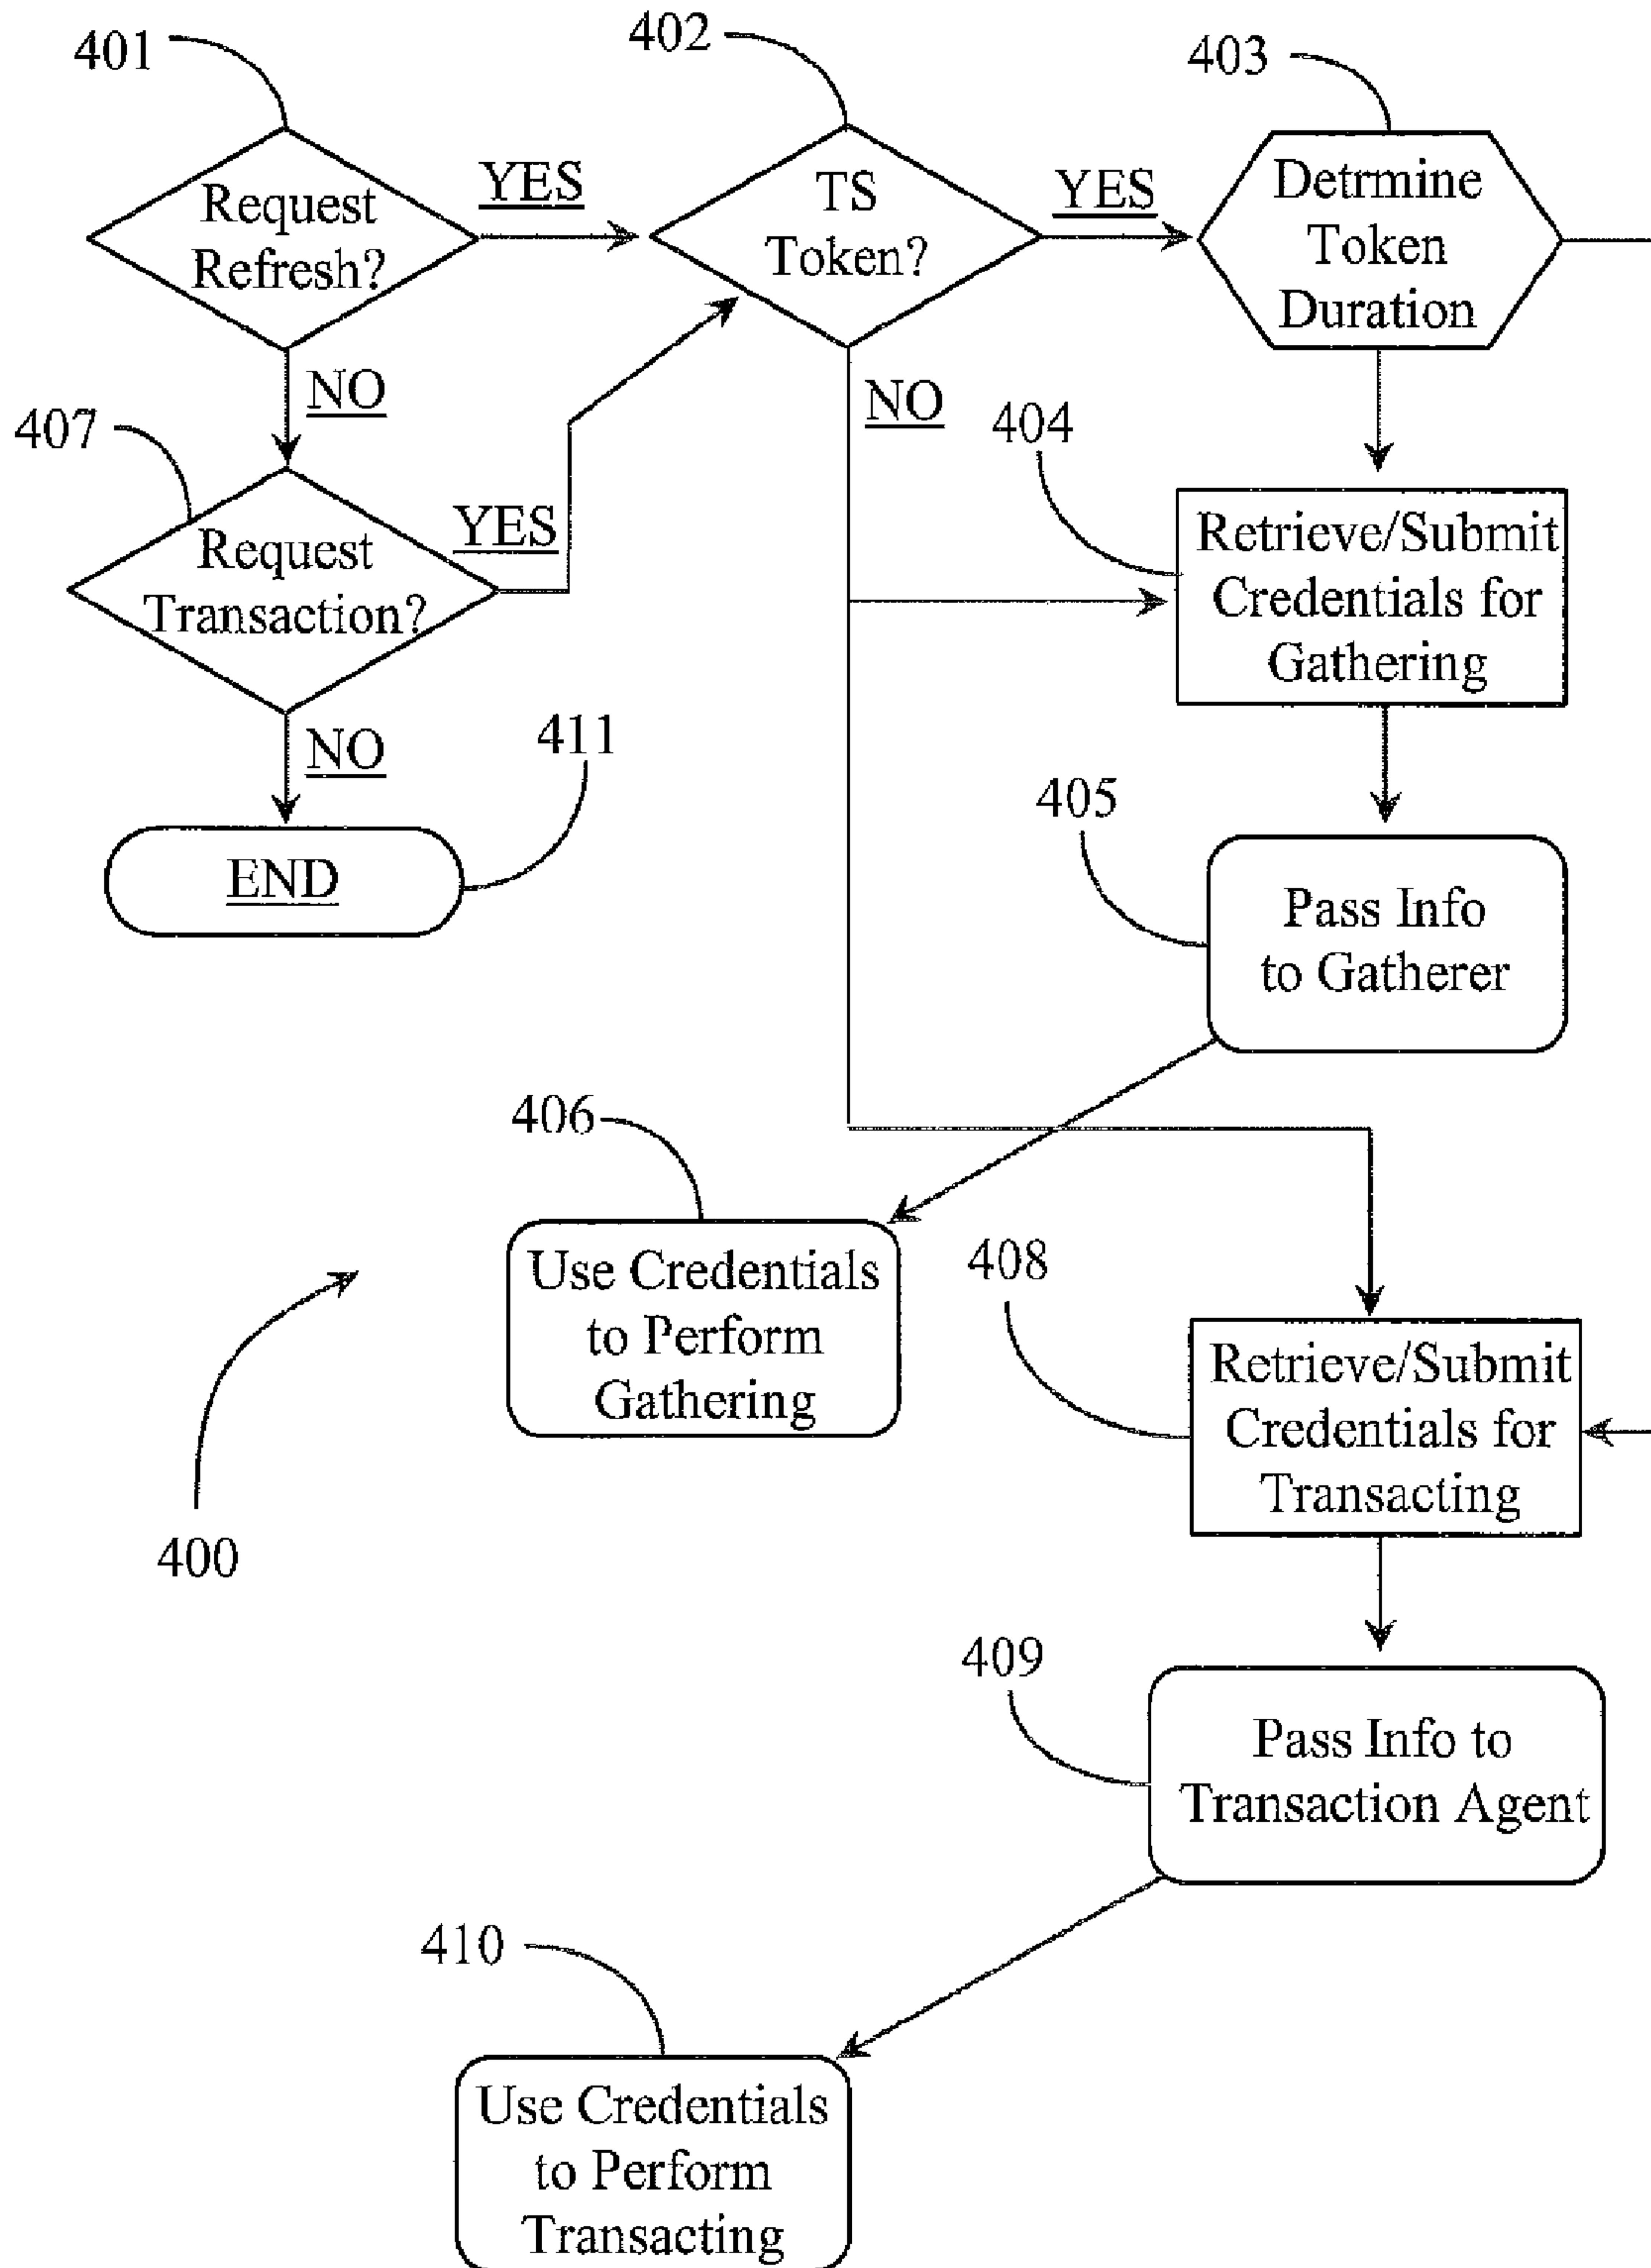 401
402
403
Request
Refresh?
YES
TS
Token?
YES
Detrmine
Token
Duration
NO
NO
407
Request
Transaction?
YES
404
Retrieve/Submit
Credentials for
Gathering
NO
411
END
405
Pass Info
to Gatherer
406
Use Credentials
to Perform
Gathering
400
408
Retrieve/Submit
Credentials for
Transacting
409
Pass Info to
Transaction Agent
410
Use Credentials
to Perform
Transacting